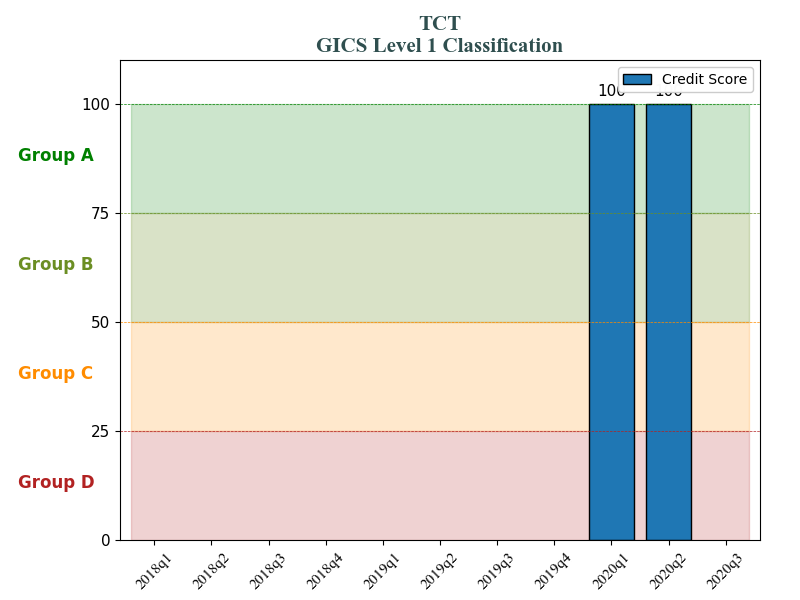 TCT
GICS Level 1 Classification
Credit Score
100
100
100
Group A
75
Group B
50
Group C
25
Group D
0
2018q1
2018q2
2018q3
2018q4
2019q1
2019q2
2019q3
2019q4
2020q1
2020q2
2020q3